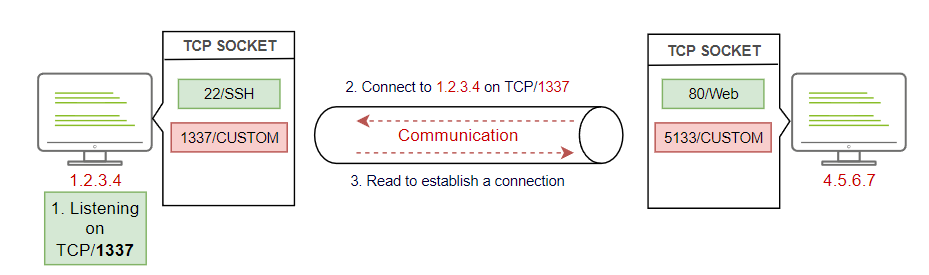 TCP SOCKET
22/SSH
1337/CUSTOM
1.2.3.4
1. Listening
on
TCP/1337
2. Connect to 1.2.3.4 on TCP/1337
Communication
3. Read to establish a connection
TCP SOCKET
80/Web
5133/CUSTOM
4.5.6.7